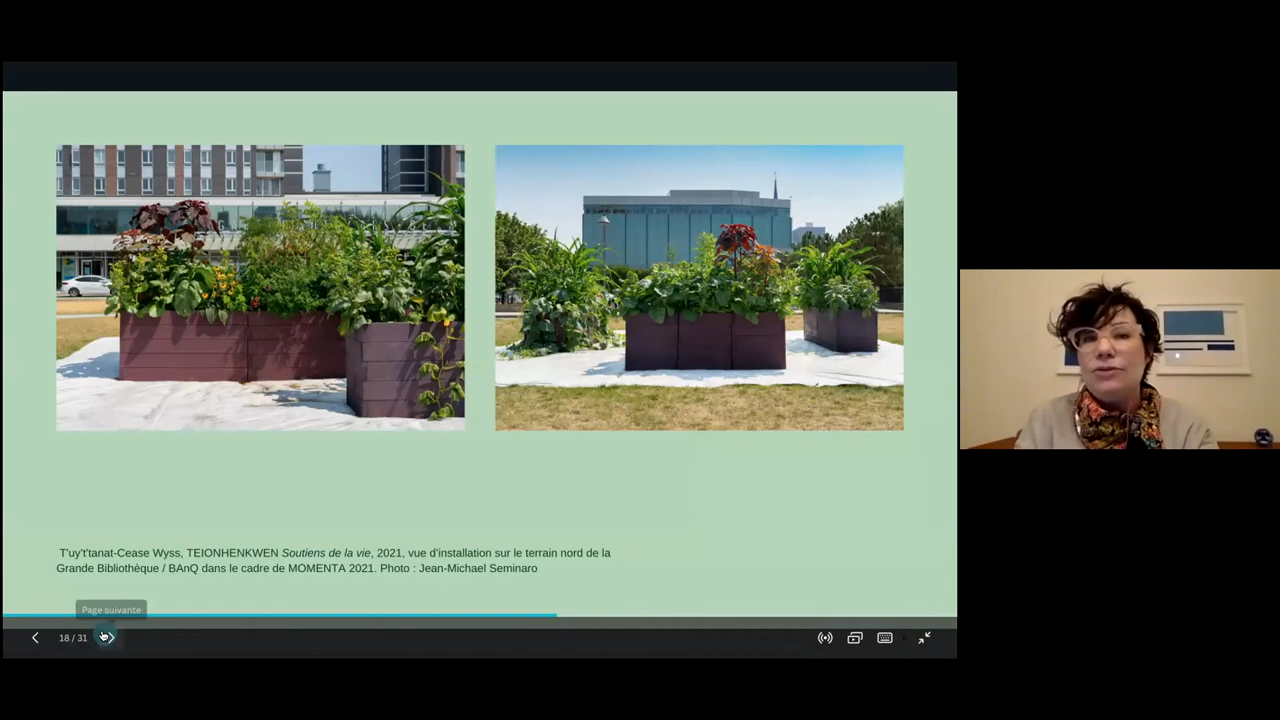 T'uy't'tanat-Cease Wyss, TEIONHENKWEN Soutiens de la vie, 2021, vue d'installation sur le terrain nord de la
Grande Bibliothèque / BAnQ dans le cadre de MOMENTA 2021. Photo : Jean-Michael Seminaro
Page suivante
18 / 31